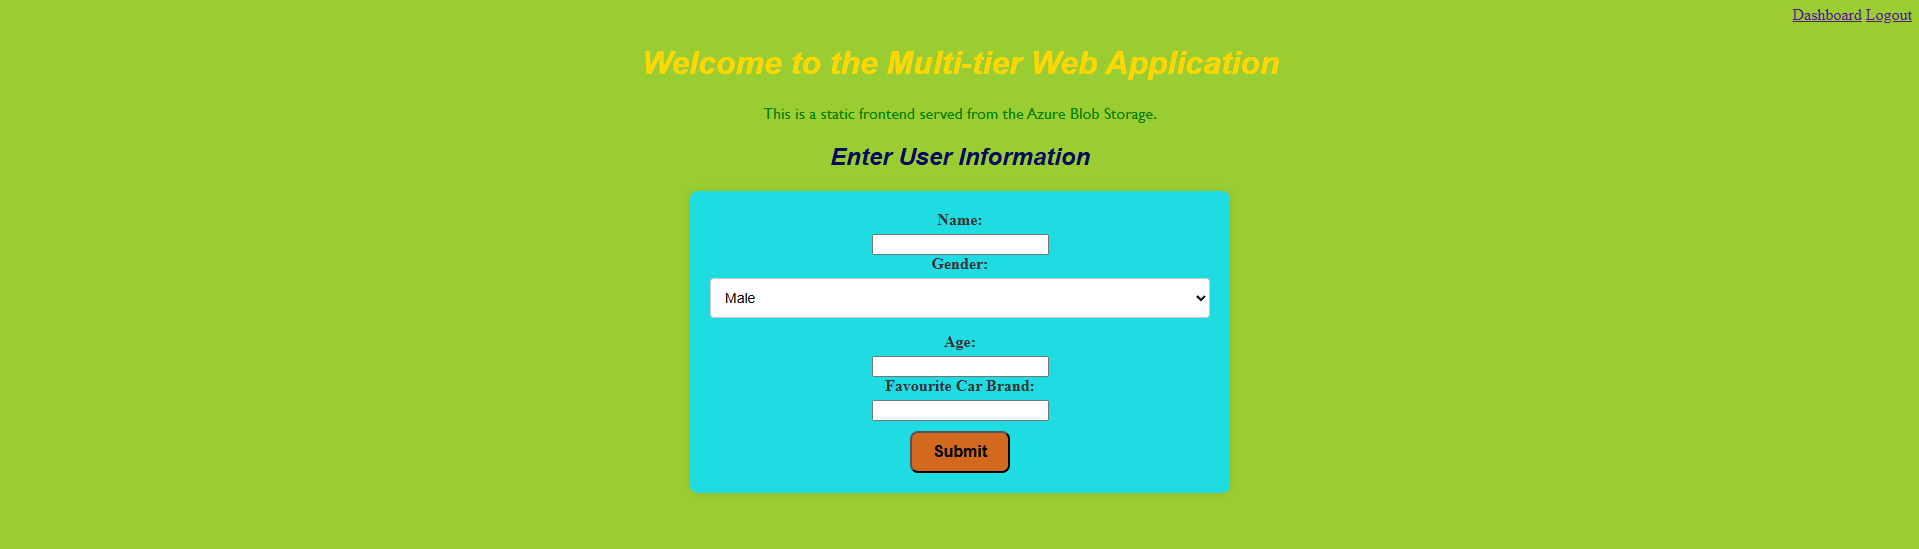 Dashboard Logout
Welcome to the Multi-tier Web Application
This is a static frontend served from the Azure Blob Storage.
Enter User Information
Name:
Gender:
Male
Age:
Favourite Car Brand:
Submit